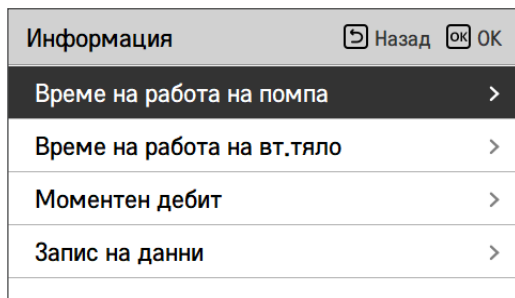 Информация Назад OK OK
Време на работа на помпа
Време на работа на вт.тяло
Моментен дебит
Запис на данни